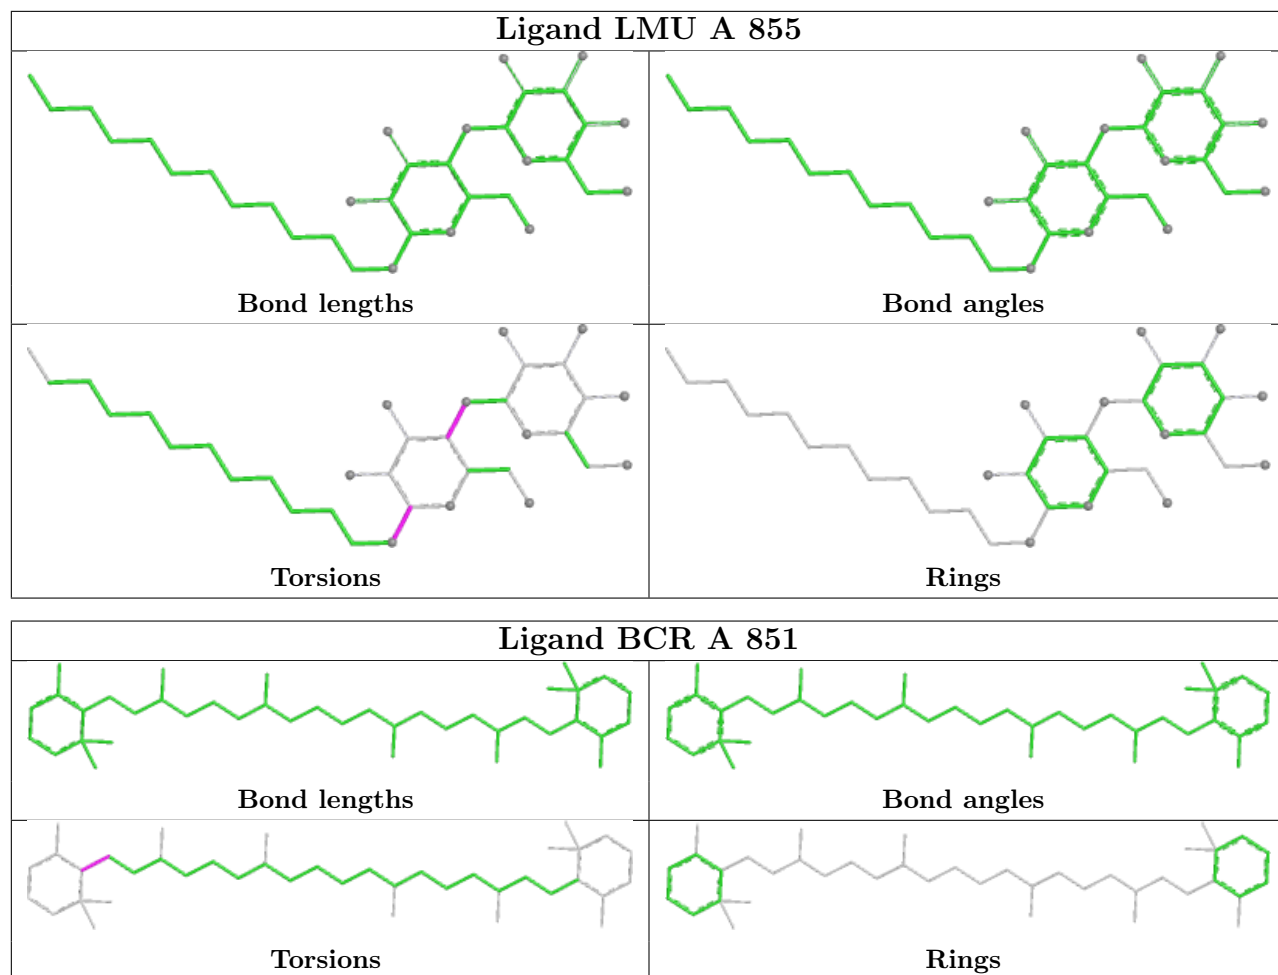 Ligand LMU A 855
Bond lengths
Bond angles
Torsions
Rings
Ligand BCR A 851
Bond lengths
Bond angles
Torsions
Rings